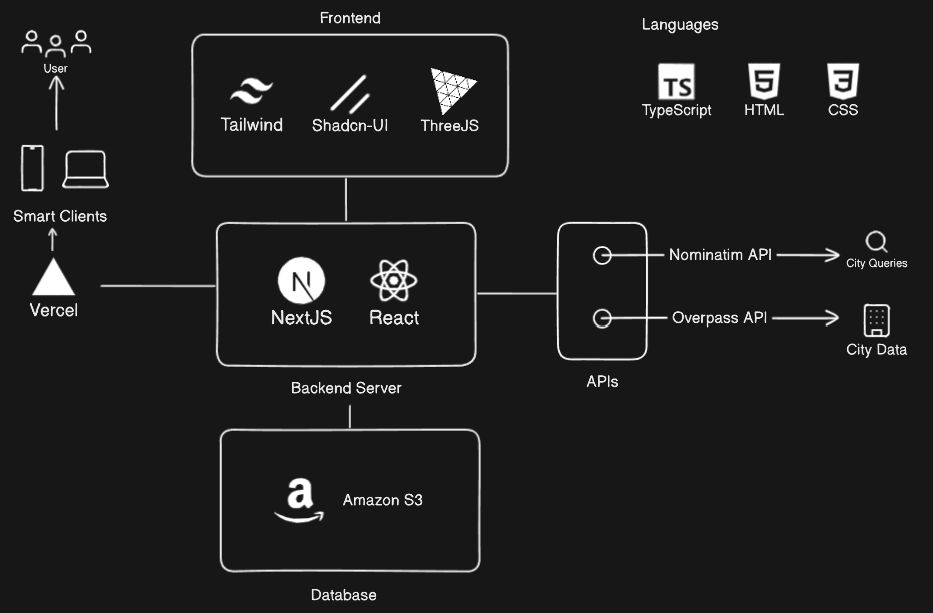 Frontend
Languages
User
Tailwind
Shadcn-UI
ThreeJS
TS
TypeScript
5
HTML
3
CSS
Smart Clients
Vercel
N
NextJS
React
Backend Server
Nominatim API
City Queries
Overpass API
City Data
APIs
a
Amazon S3
Database